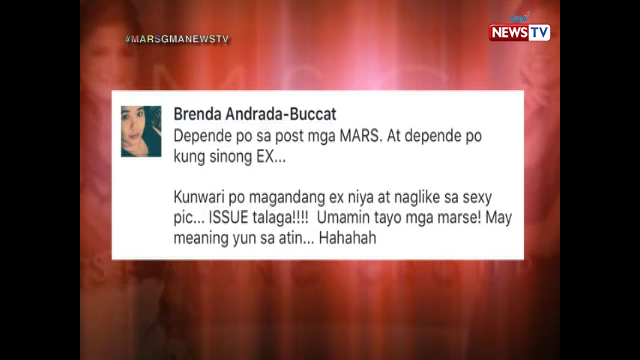 #MARSGMANEWSTV
GMA
NEWSTV
Brenda Andrada-Buccat
Depende po sa post mga MARS. At depende po
kung sinong EX...
Kunwari po magandang ex niya at naglike sa sexy
pic... ISSUE talaga!!!! Umamin tayo mga marse! May
meaning yun sa atin... Hahahah